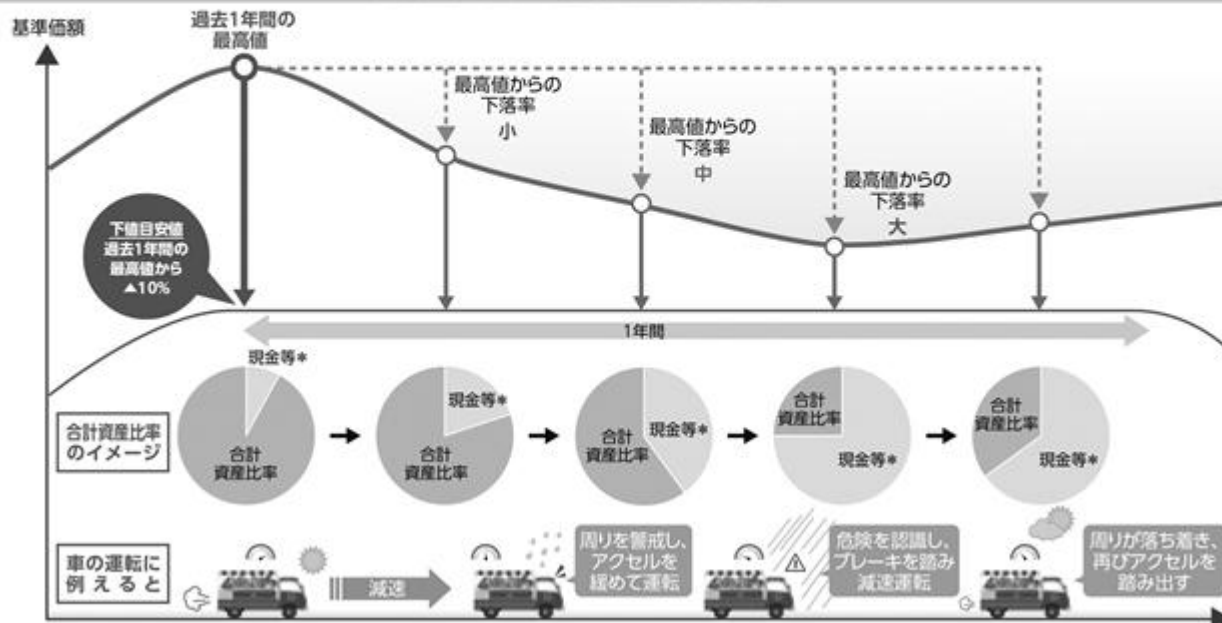 基準価額
過去1年間の
最高値
最高値からの
下落率
小
最高値からの
下落率
中
最高値からの
下落率
大
下値目安値
過去1年間の
最高値から
▲10%
1年間
合計資産比率
のイメージ
現金等*
合計
資産比率
現金等*
合計
資産比率
現金等*
合計
資産比率
合計
資産比率
現金等*
合計
資産比率
現金等*
車の運転に
例えると
減速
周りを警戒し、
アクセルを
緩めて運転
危険を認識し、
ブレーキを踏み
減速運転
周りが落ち着き、
再びアクセルを
踏み出す